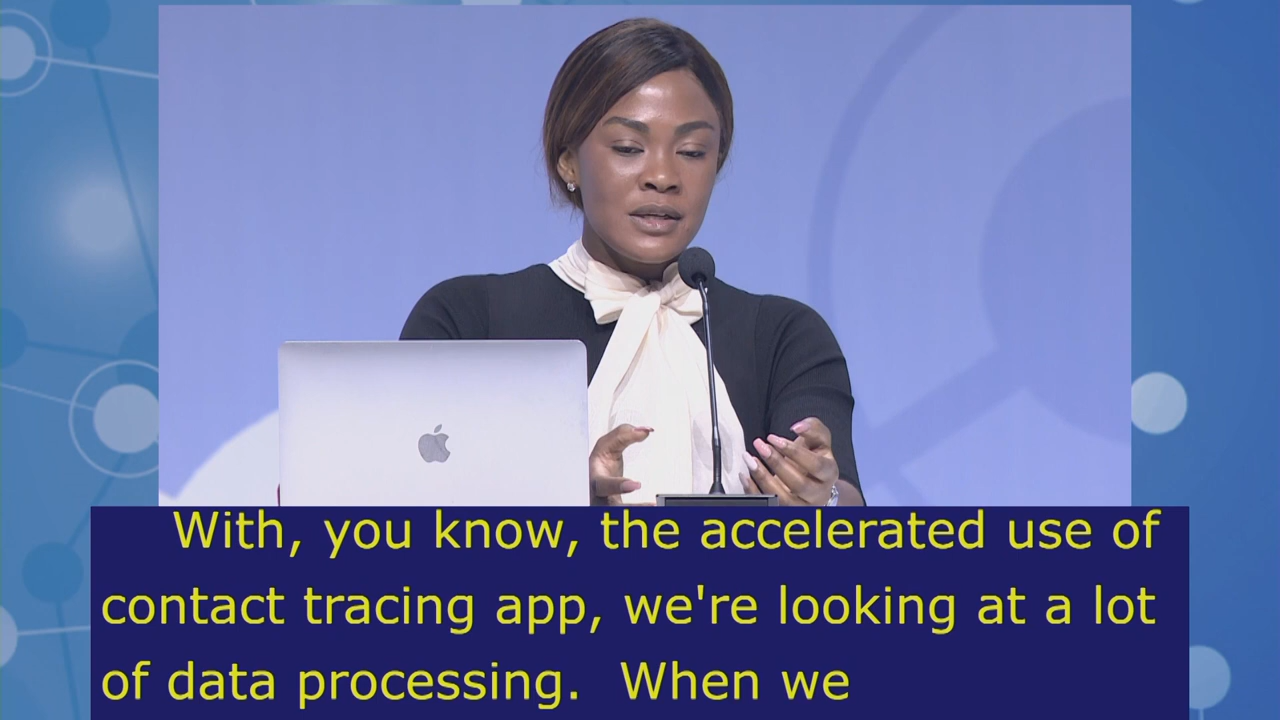 With, you know, the accelerated use of
contact tracing app, we're looking at a lot
of data processing.  When we